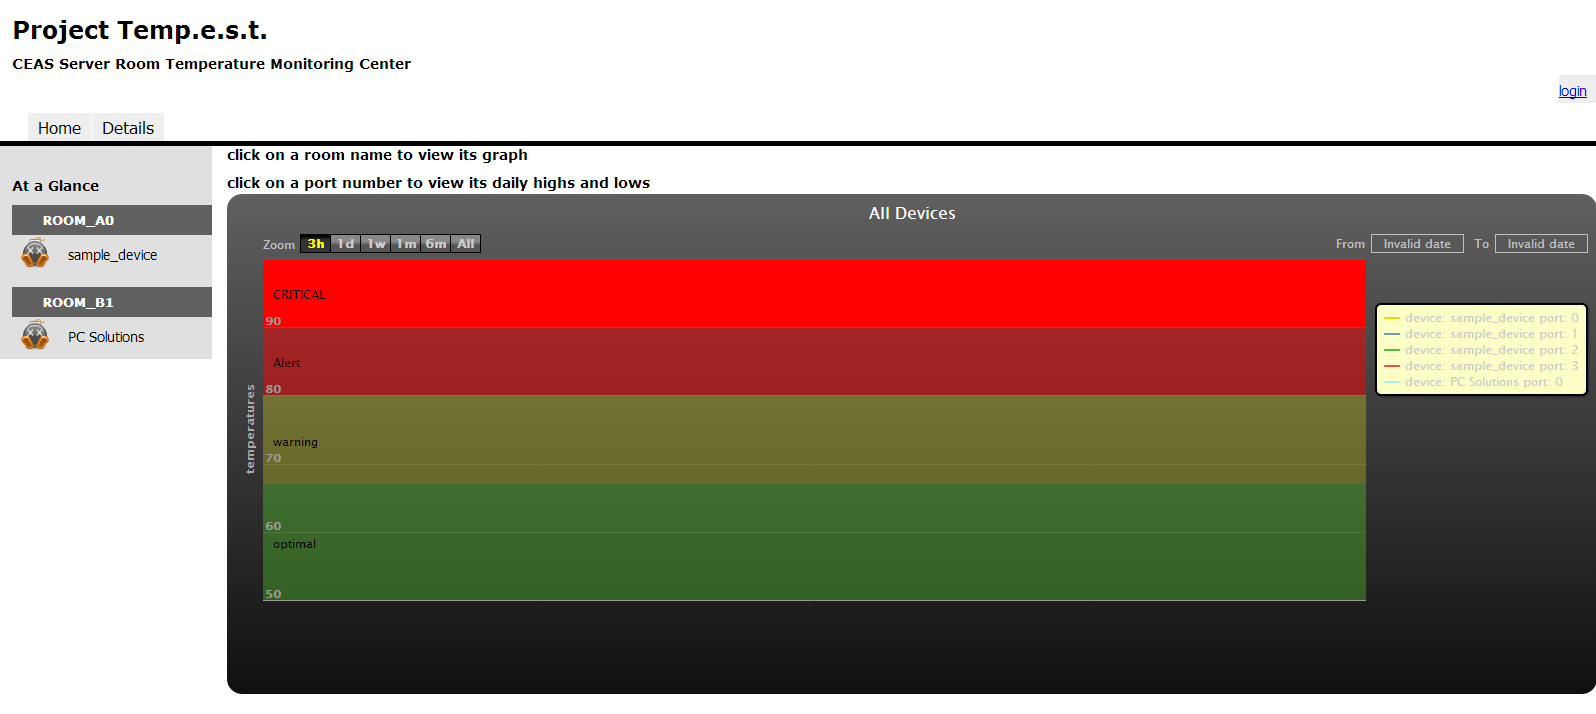 Project Temp.e.s.t.
CEAS Server Room Temperature Monitoring Center
login
Home Details
At a Glance
ROOM_A0
sample_device
ROOM_B1
PC Solutions
click on a room name to view its graph
click on a port number to view its daily highs and lows
All Devices
Zoom 3h 1d 1w 1m 6m All
From Invalid date To Invalid date
temperatures
CRITICAL
90
Alert
80
warning
70
60
optimal
50
device: sample_device port: 0
device: sample_device port: 1
device: sample_device port: 2
device: sample_device port: 3
device: PC Solutions port: 0